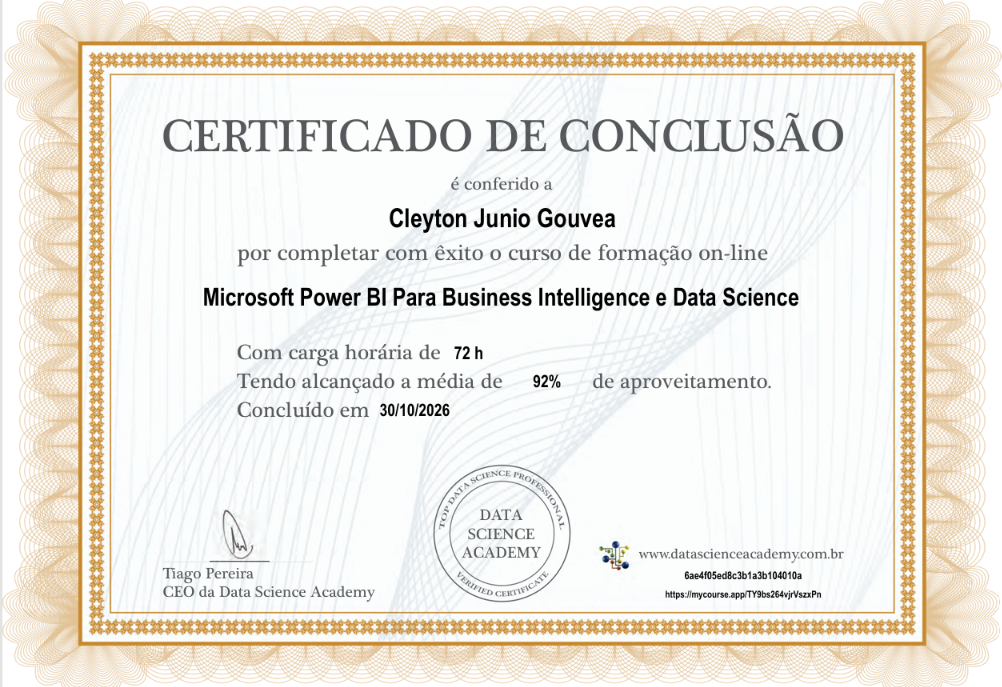 CERTIFICADO DE CONCLUSÃO
é conferido a
Cleyton Junio Gouvea
por completar com êxito o curso de formação on-line
Microsoft Power BI Para Business Intelligence e Data Science
Com carga horária de 72 h
Tendo alcançado a média de 92% de aproveitamento.
Concluído em 30/10/2026
TOP DATA SCIENCE PROFESSIONAL
DATA
SCIENCE
ACADEMY
VERIFIED CERTIFICATE
Tiago Pereira
CEO da Data Science Academy
www.datascienceacademy.com.br
6ae4f05ed8c3b1a3b104010a
https://mycourse.app/TY9bs264vjrVszxPn